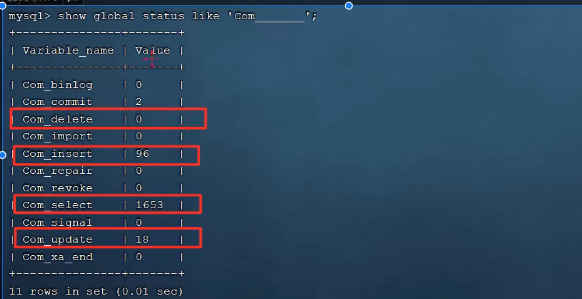 mysql> show global status like 'Com_______';
+---------------+-------+
| Variable_name | Value |
+---------------+-------+
| Com_binlog | 0 |
| Com_commit | 2 |
| Com_delete | 0 |
| Com_import | 0 |
| Com_insert | 96 |
| Com_repair | 0 |
| Com_revoke | 0 |
| Com_select | 1653 |
| Com_signal | 0 |
| Com_update | 18 |
| Com_xa_end | 0 |
+---------------+-------+
11 rows in set (0.01 sec)